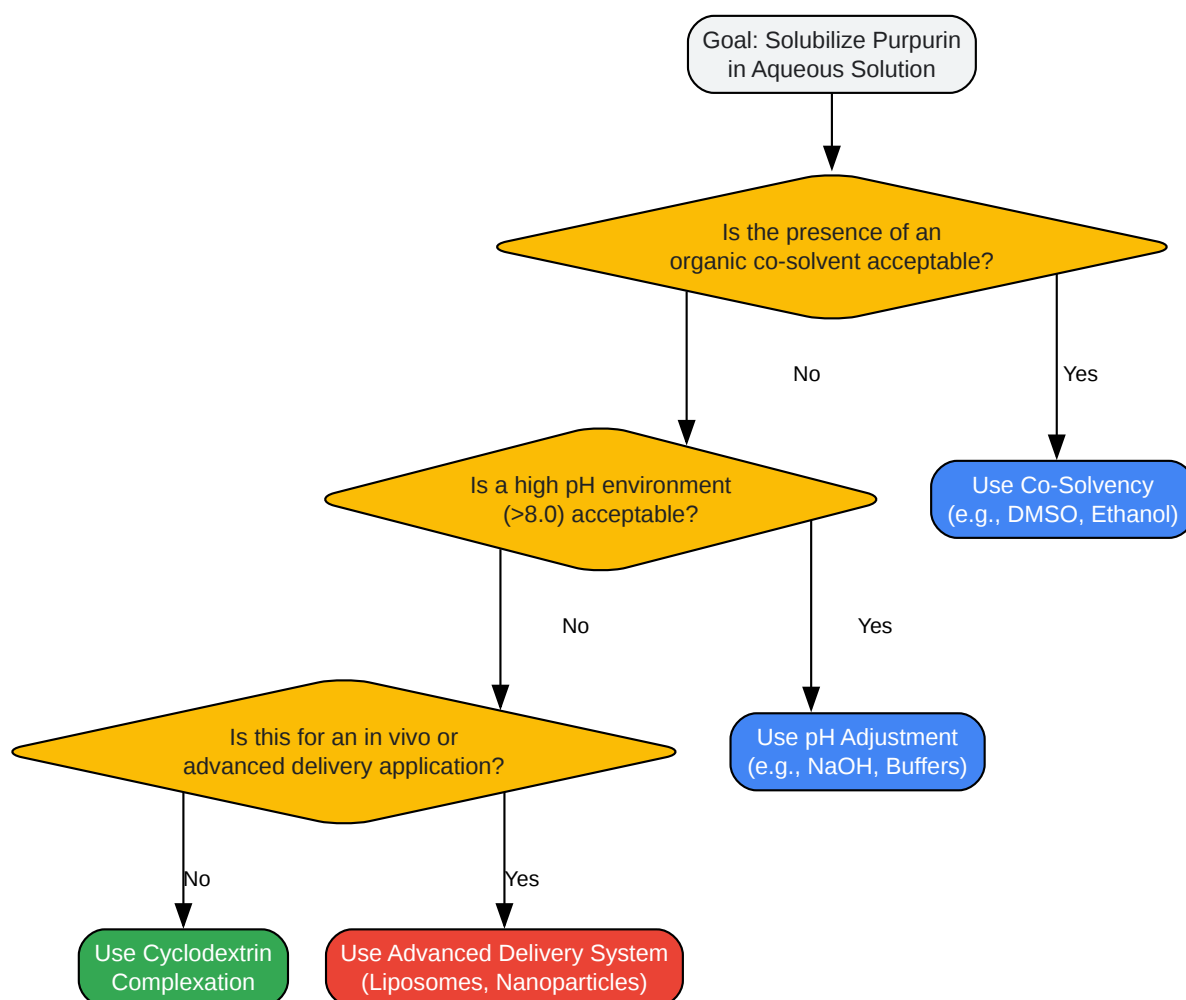 Goal: Solubilize Purpurin
in Aqueous Solution
Is the presence of an
organic co-solvent acceptable?
No
Yes
Is a high pH environment
(>8.0) acceptable?
Use Co-Solvency
(e.g., DMSO, Ethanol)
No
Yes
Is this for an in vivo or
advanced delivery application?
Use pH Adjustment
(e.g., NaOH, Buffers)
No
Yes
Use Cyclodextrin
Complexation
Use Advanced Delivery System
(Liposomes, Nanoparticles)